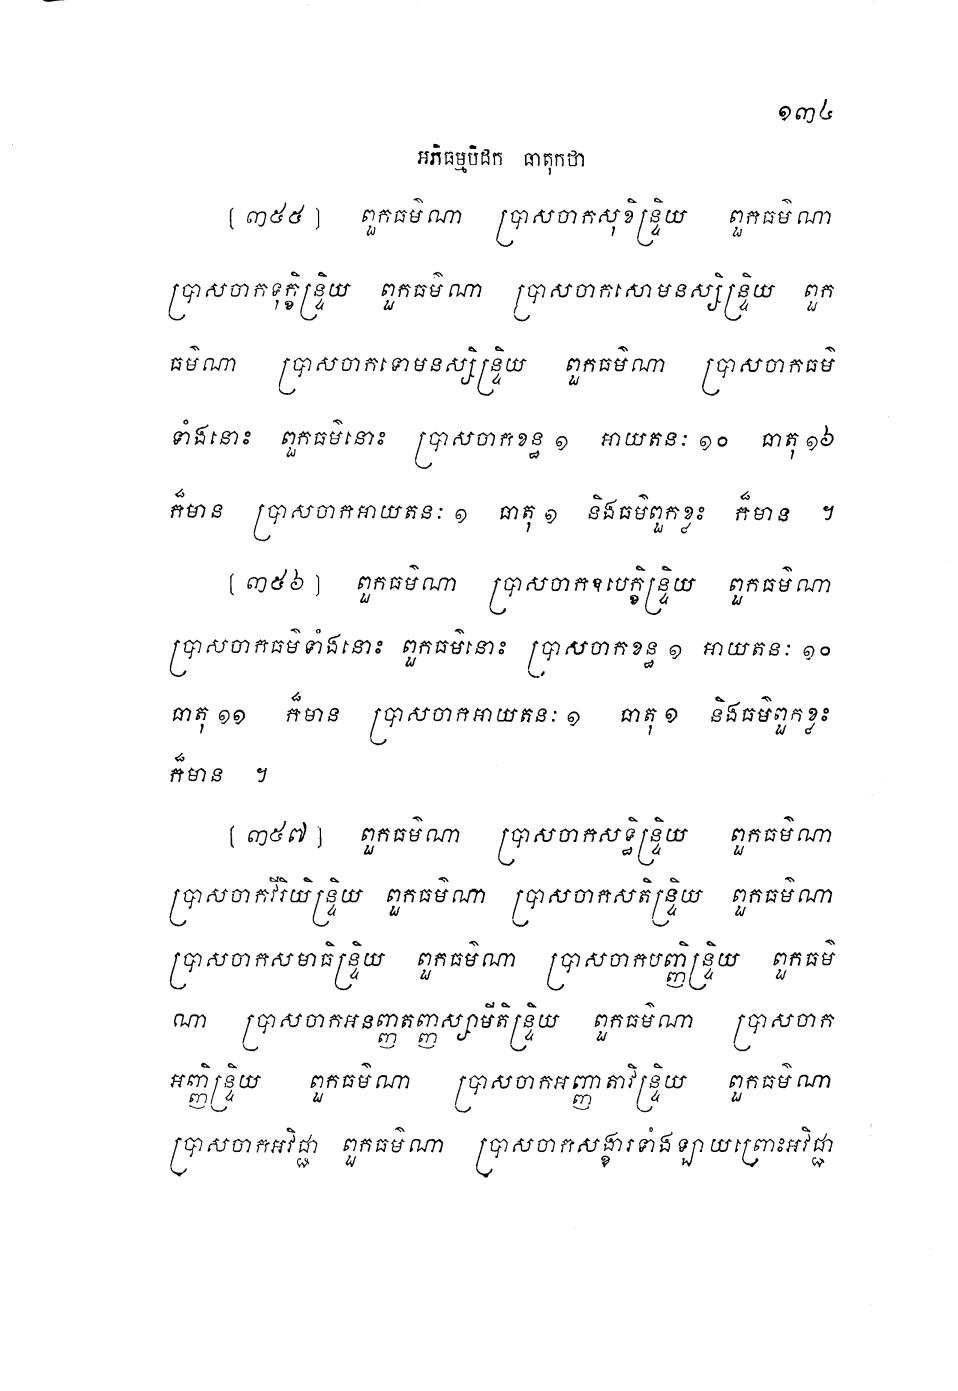 ១៣៤
អភិធម្មបិដក ធាតុកថា
[ ៣៥៥ ] ពួកធម៌ណា ប្រាសចាកសុខិន្ទ្រិយ ពួកធម៌ណា
ប្រាសចាកទុក្ខិន្ទ្រិយ ពួកធម៌ណា ប្រាសចាកសោមនស្សិន្ទ្រិយ ពួក
ធម៌ណា ប្រាសចាកទោមនស្សិន្ទ្រិយ ពួកធម៌ណា ប្រាសចាកធម៌
ទាំងនោះ ពួកធម៌នោះ ប្រាសចាកខន្ធ ១ អាយតនៈ ១០ ធាតុ ១៦
ក៏មាន ប្រាសចាកអាយតនៈ ១ ធាតុ ១ និងធម៌ពួកខ្លះ ក៏មាន ។
[ ៣៥៦ ] ពួកធម៌ណា ប្រាសចាកឧបេក្ខិន្ទ្រិយ ពួកធម៌ណា
ប្រាសចាកធម៌ទាំងនោះ ពួកធម៌នោះ ប្រាសចាកខន្ធ ១ អាយតនៈ ១០
ធាតុ ១១ ក៏មាន ប្រាសចាកអាយតនៈ ១ ធាតុ ១ និងធម៌ពួកខ្លះ
ក៏មាន ។
[ ៣៥៧ ] ពួកធម៌ណា ប្រាសចាកសទ្ធិន្ទ្រិយ ពួកធម៌ណា
ប្រាសចាកវីរិយិន្ទ្រិយ ពួកធម៌ណា ប្រាសចាកសតិន្ទ្រិយ ពួកធម៌ណា
ប្រាសចាកសមាធិន្ទ្រិយ ពួកធម៌ណា ប្រាសចាកបញ្ញិន្ទ្រិយ ពួកធម៌
ណា ប្រាសចាកអនញ្ញាតញ្ញស្សាមីតិន្ទ្រិយ ពួកធម៌ណា ប្រាសចាក
អញ្ញិន្ទ្រិយ ពួកធម៌ណា ប្រាសចាកអញ្ញាតាវិន្ទ្រិយ ពួកធម៌ណា
ប្រាសចាកអវិជ្ជា ពួកធម៌ណា ប្រាសចាកសង្ខារទាំងឡាយព្រោះអវិជ្ជា